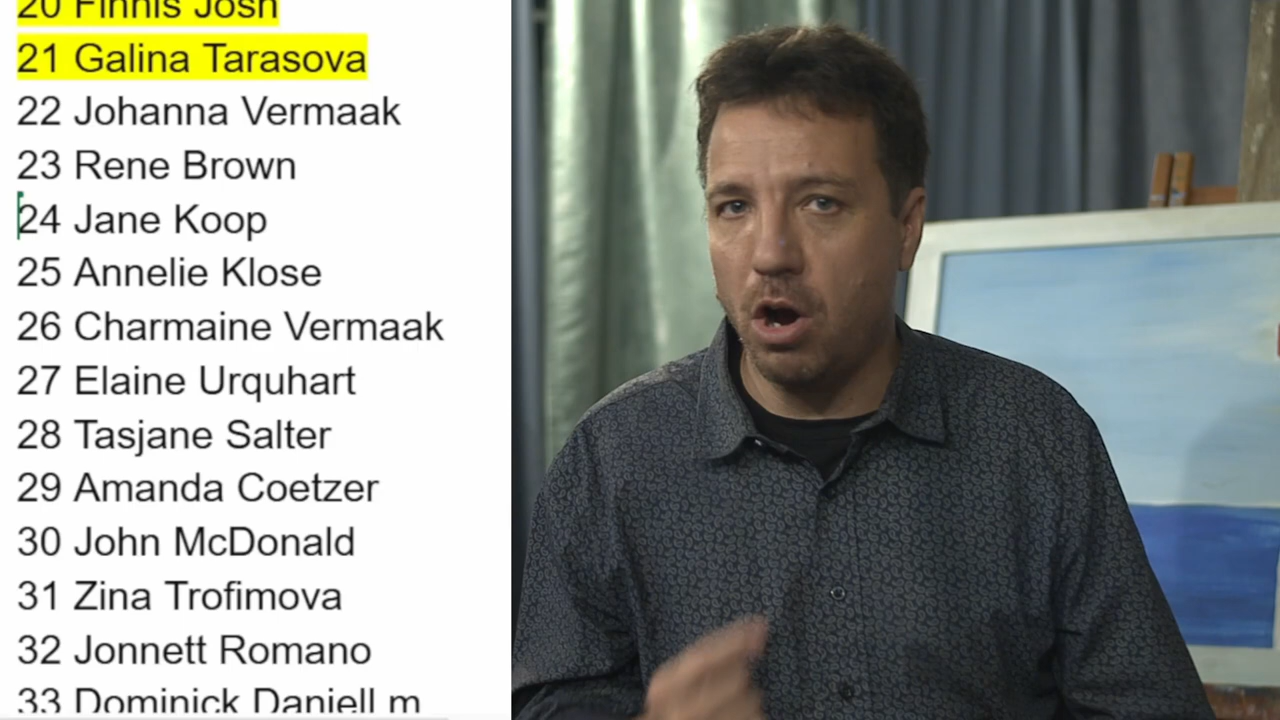 20 Finnis Josh
21 Galina Tarasova
22 Johanna Vermaak
23 Rene Brown
24 Jane Koop
25 Annelie Klose
26 Charmaine Vermaak
27 Elaine Urquhart
28 Tasjane Salter
29 Amanda Coetzer
30 John McDonald
31 Zina Trofimova
32 Jonnett Romano
33 Dominick Daniell m